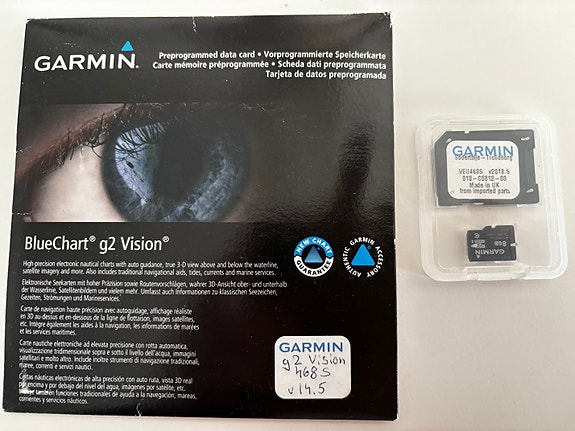 GARMIN
Preprogrammed data card • Vorprogrammierte Speicherkarte
Carte mémoire préprogrammée • Scheda dati preprogrammata
Tarjeta de datos preprogramada
BlueChart® g2 Vision®
NEW CHART GUARANTEE
AUTHENTIC GARMIN ACCESSORY
High-precision electronic nautical charts with auto guidance, true 3-D view above and below the waterline,
satellite imagery and more. Also includes traditional navigational aids, tides, currents and marine services.
Elektronische Seekarten mit hoher Präzision sowie Routenvorschlägen, wahrer 3D-Ansicht ober- und unterhalb
der Wasserlinie, Satellitenbildern und vielem mehr. Umfasst auch Informationen zu klassischen Seezeichen,
Gezeiten, Strömungen und Marineservices.
Carte de navigation haute précision avec autoguidage, affichage réaliste
en 3D au-dessus et en-dessous de la ligne de flottaison, images satellites,
etc. Intègre également les aides à la navigation, les informations de marées
et les services maritimes.
Carte nautiche elettroniche ad elevata precisione con rotta automatica,
visualizzazione tridimensionale sopra e sotto il livello dell'acqua, immagini
satellitari e molto altro. Include inoltre strumenti di navigazione tradizionali,
maree, correnti e servizi nautici.
Cartas náuticas electrónicas de alta precisión con auto ruta, vista 3D real
por encima y por debajo del nivel del agua, imágenes por satélite, etc.
también funciones tradicionales de ayuda a la navegación, mareas,
corrientes y servicios náuticos.
GARMIN
g2 Vision
468S
v14.5
GARMIN
VEU468S v2018.5
010-C0812-00
Made in UK
from imported parts
8GB